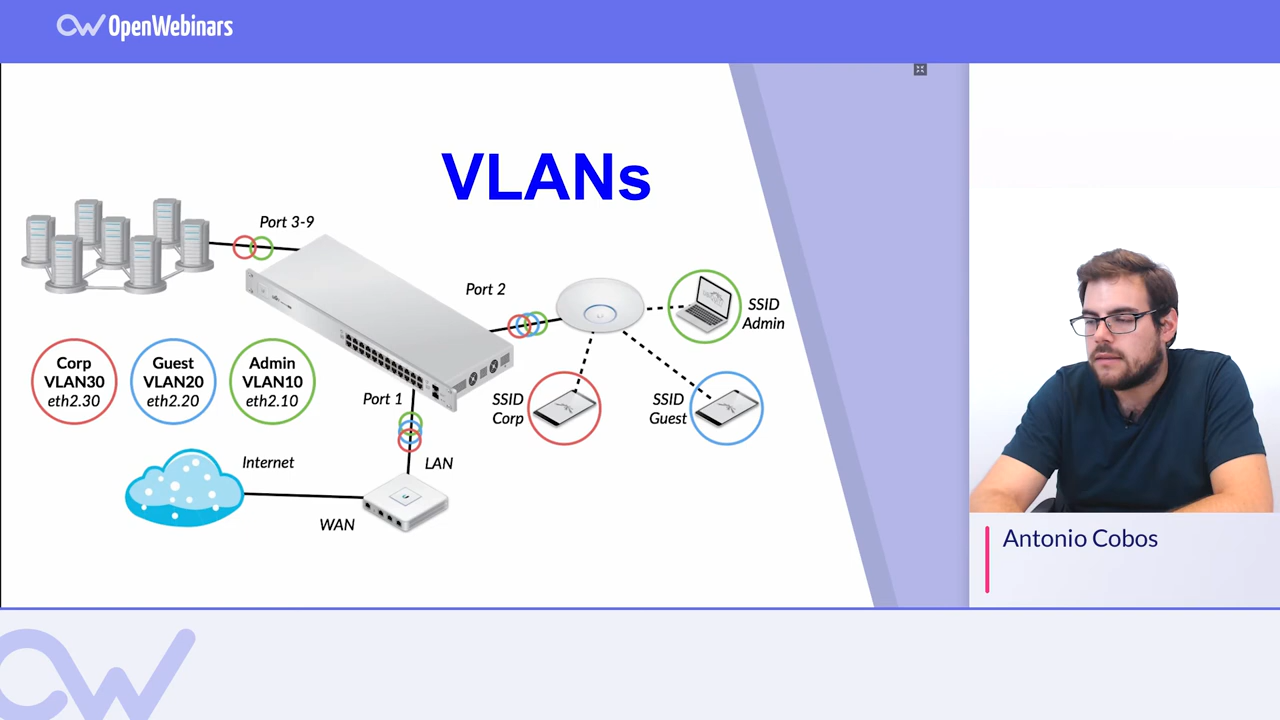 OpenWebinars
VLANs
Port 3-9
Port 2
SSID
Admin
Corp
VLAN30
eth2.30
Guest
VLAN20
eth2.20
Admin
VLAN10
eth2.10
Port 1
SSID
Corp
SSID
Guest
Internet
LAN
WAN
Antonio Cobos